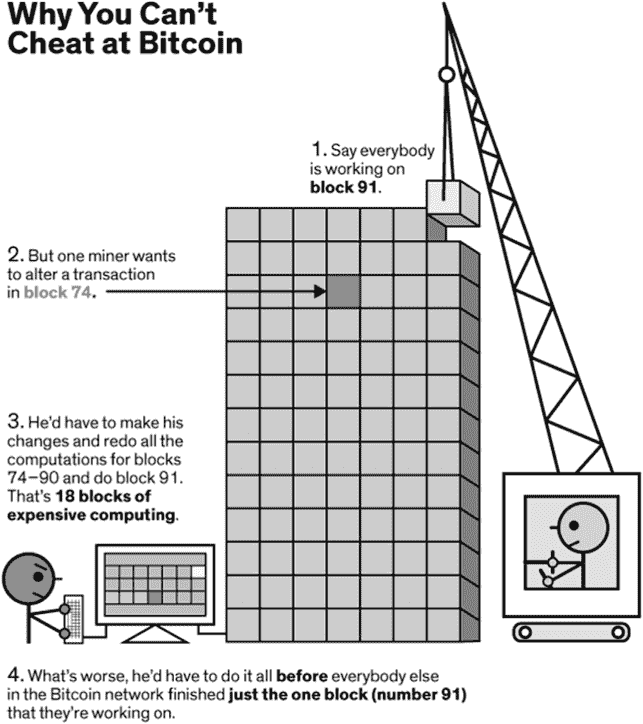 Why You Can't
Cheat at Bitcoin
1. Say everybody
is working on
block 91.
2. But one miner wants
to alter a transaction
in block 74.
3. He'd have to make his
changes and redo all the
computations for blocks
74–90 and do block 91.
That's 18 blocks of
expensive computing.
4. What's worse, he'd have to do it all before everybody else
in the Bitcoin network finished just the one block (number 91)
that they're working on.